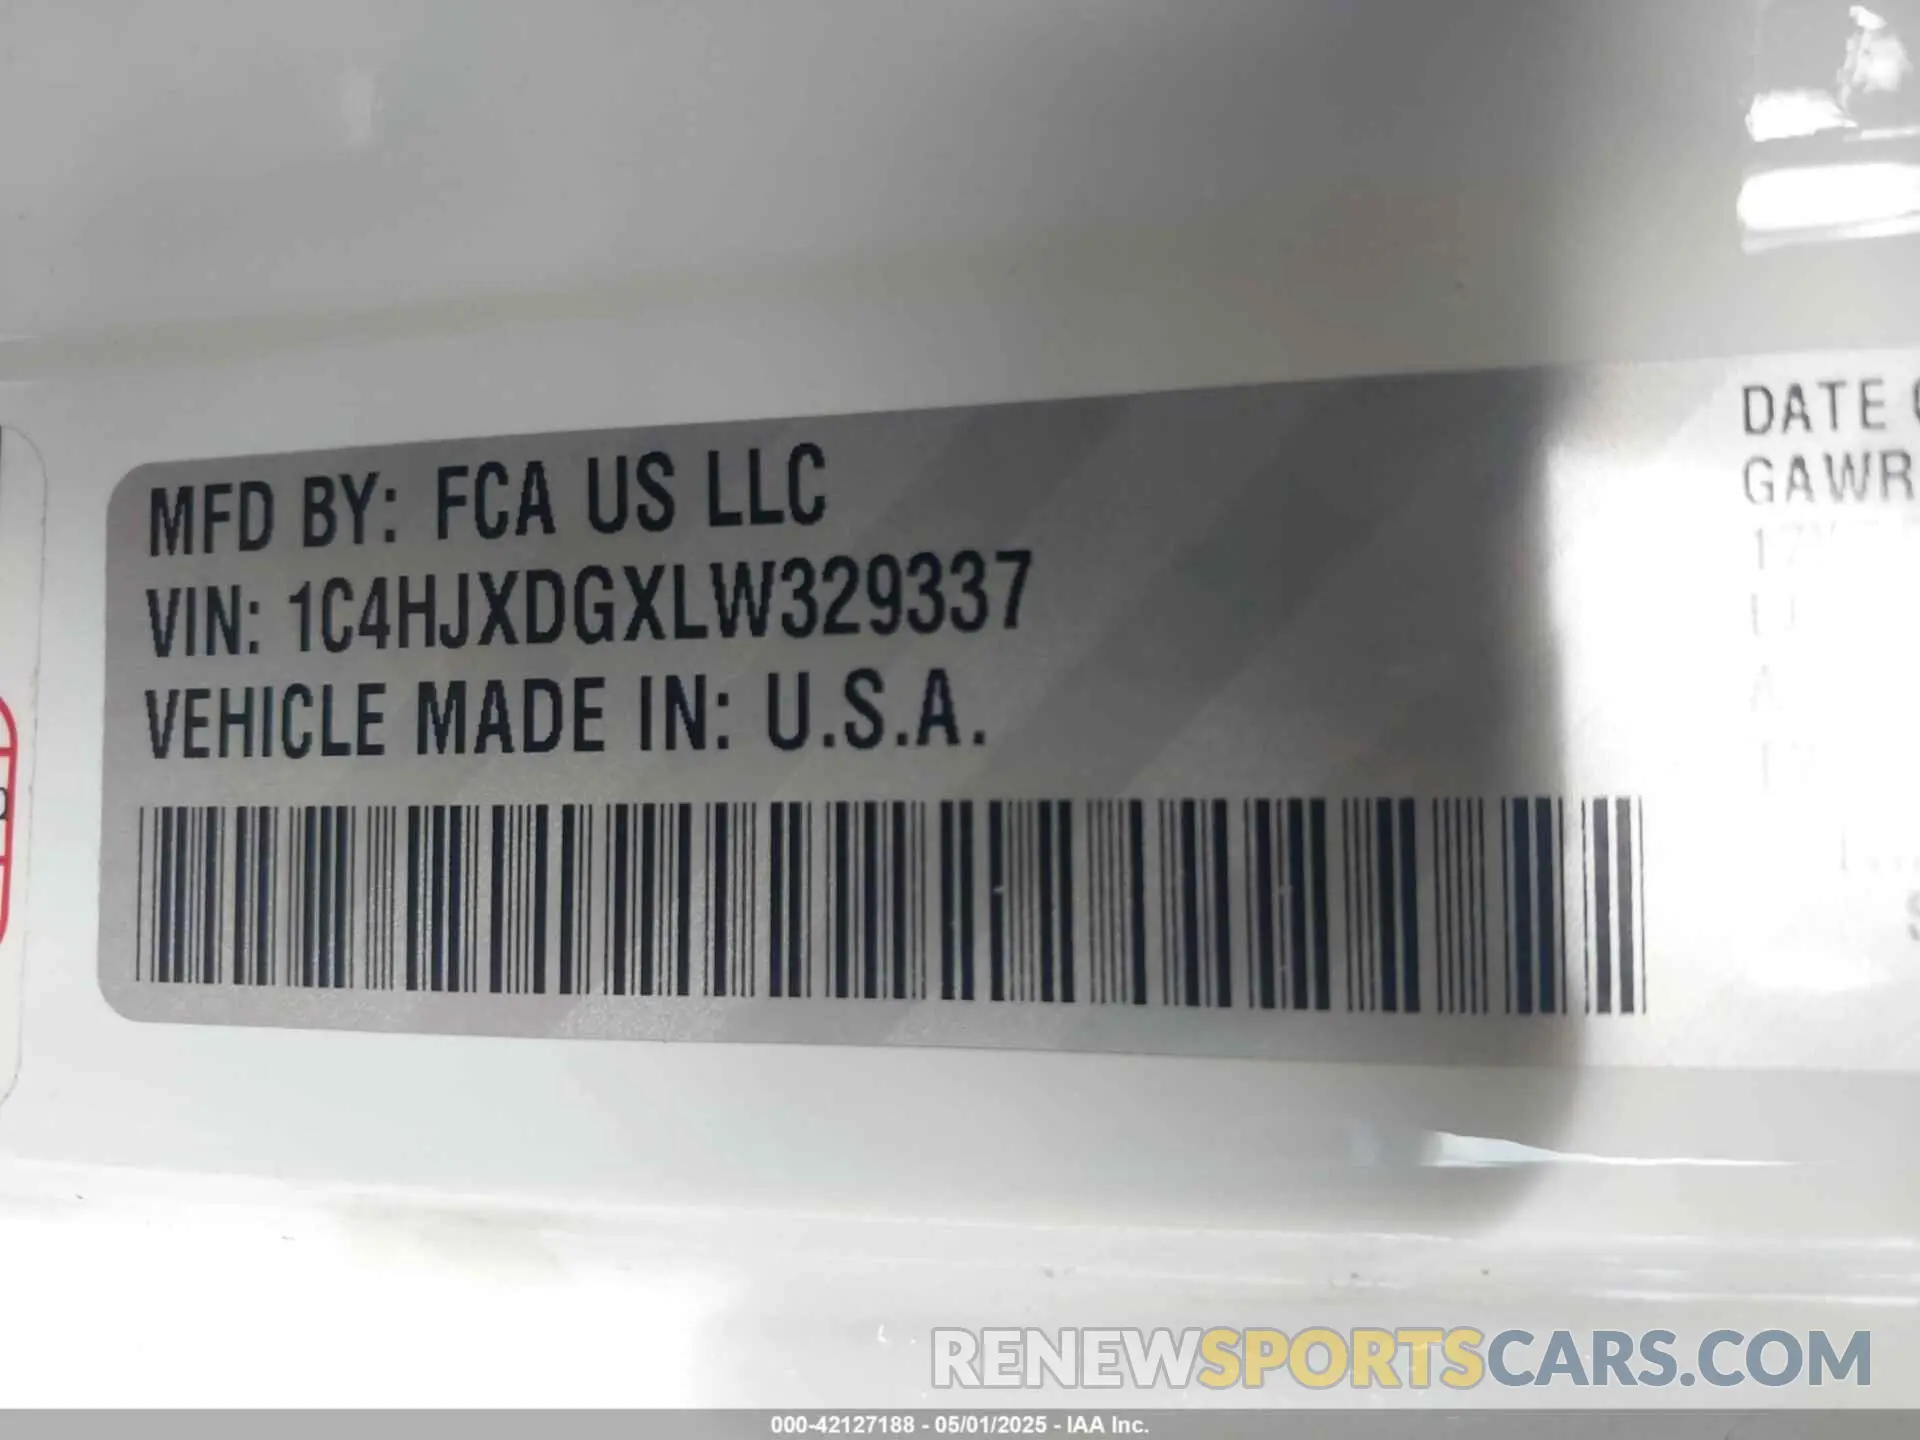 MFD BY: FCA US LLC
VIN: 1C4HJXDGXLW329337
VEHICLE MADE IN: U.S.A.
DATE
GAWR
RENEWSPORTSCARS.COM
000-42127188 - 05/01/2025 - IAA Inc.